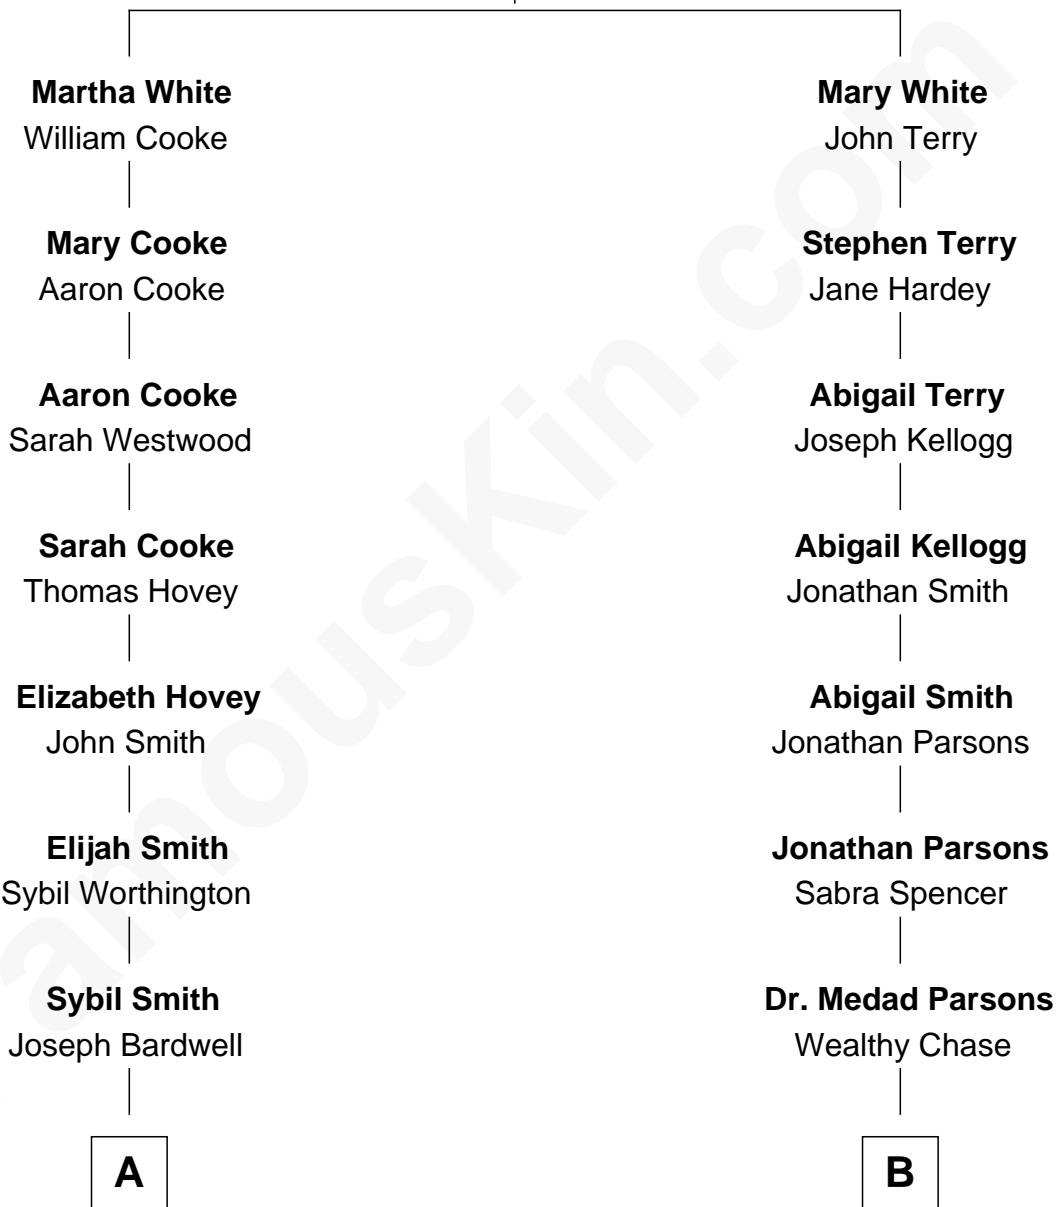 Martha White
William Cooke
Mary Cooke
Aaron Cooke
Aaron Cooke
Sarah Westwood
Sarah Cooke
Thomas Hovey
Elizabeth Hovey
John Smith
Elijah Smith
Sybil Worthington
Sybil Smith
Joseph Bardwell
A
Mary White
John Terry
Stephen Terry
Jane Hardey
Abigail Terry
Joseph Kellogg
Abigail Kellogg
Jonathan Smith
Abigail Smith
Jonathan Parsons
Jonathan Parsons
Sabra Spencer
Dr. Medad Parsons
Wealthy Chase
B
amouskin.com